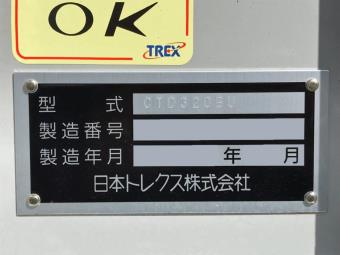 OK
TREX
型式 CTD32CBU
製造番号
製造年月 年 月
日本トレクス株式会社